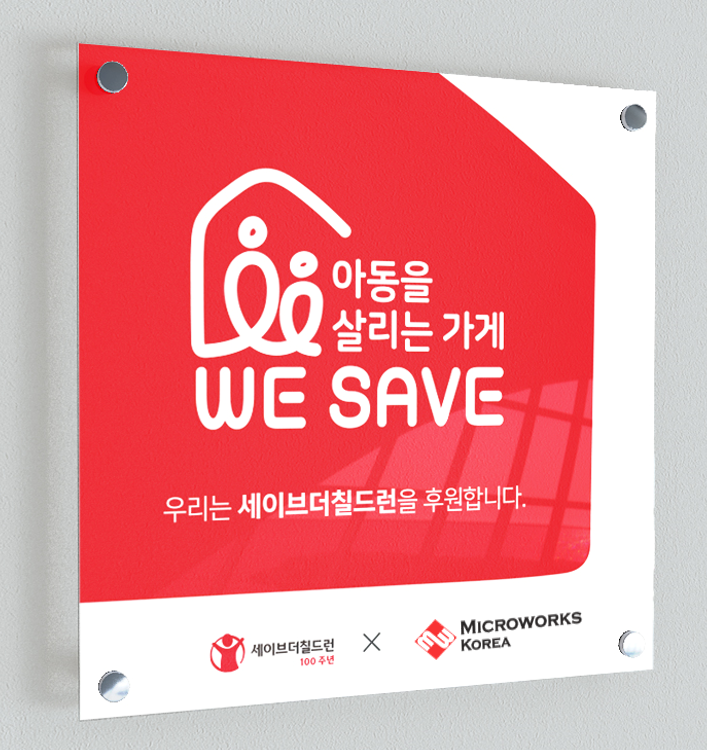 아동을
살리는 가게
WE SAVE
우리는 세이브더칠드런을 후원합니다.
세이브더칠드런
100 주년
MICROWORKS
KOREA